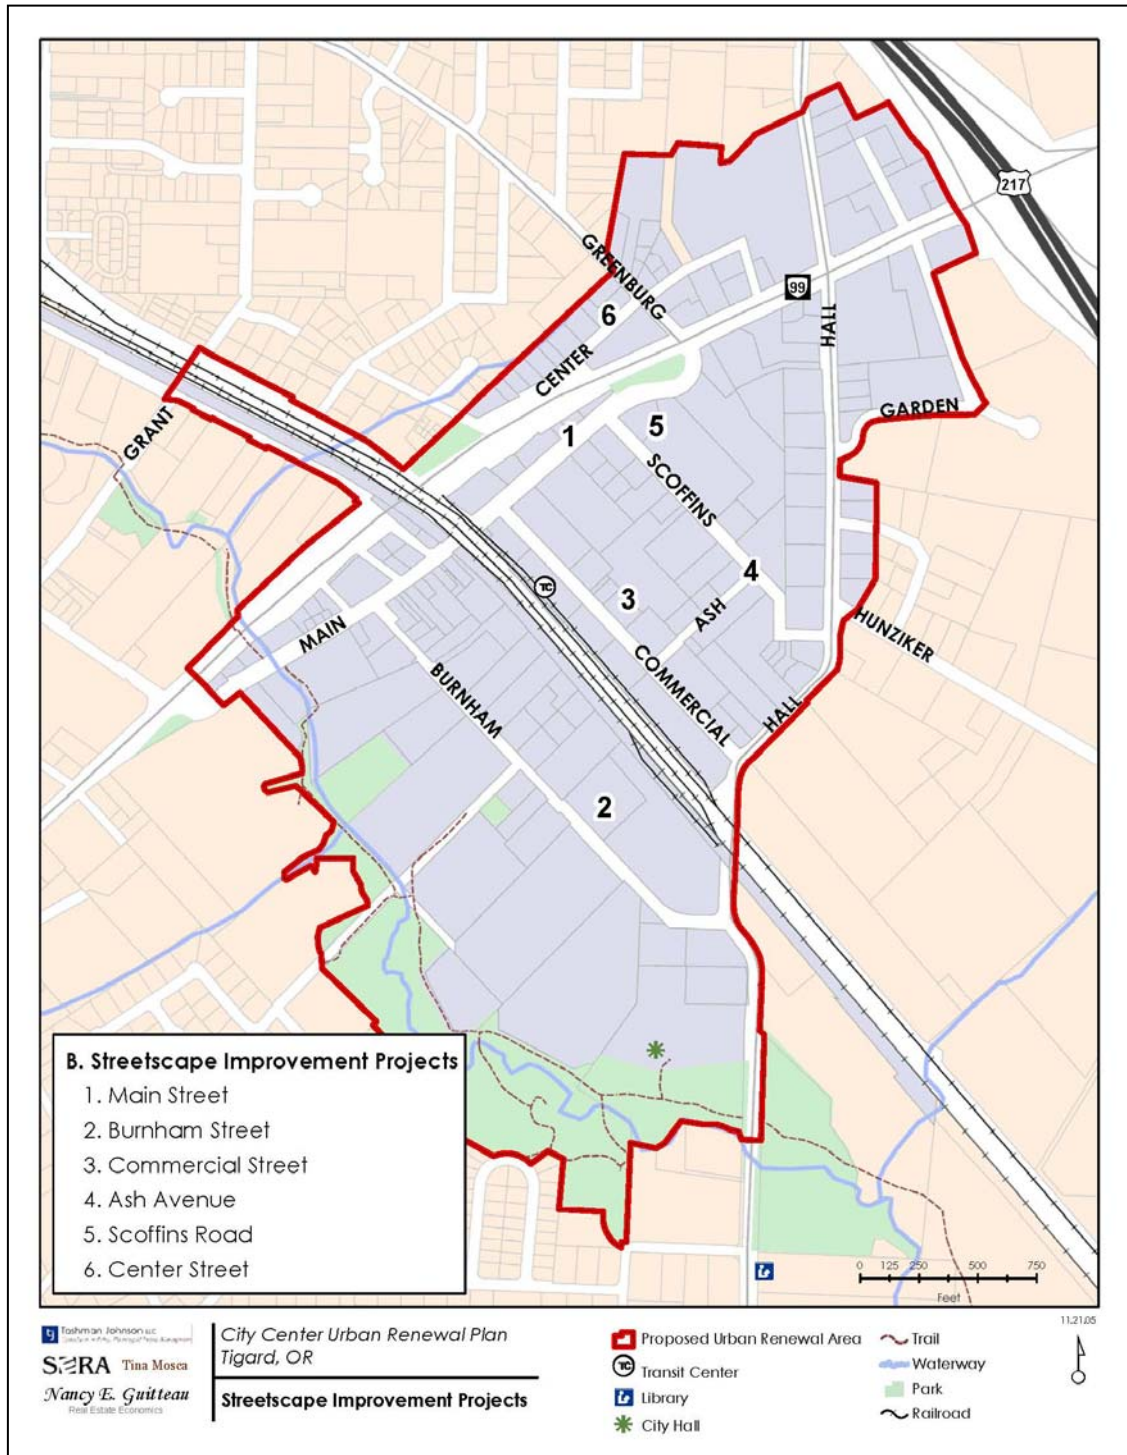 217
GREENBURG
99
6
HALL
CENTER
GARDEN
GRANT
1
5
SCOFFINS
4
TC
3
ASH
HUNZIKER
MAIN
COMMERCIAL
BURNHAM
HALL
2
B. Streetscape Improvement Projects
1. Main Street
2. Burnham Street
3. Commercial Street
4. Ash Avenue
5. Scoffins Road
6. Center Street
0 125 250 500 750
Feet
11.21.05
tj Tashman Johnson LLC
SERA Tina Mosca
Nancy E. Guitteau
Real Estate Economics
City Center Urban Renewal Plan
Tigard, OR
Streetscape Improvement Projects
Proposed Urban Renewal Area
TC Transit Center
Library
City Hall
Trail
Waterway
Park
Railroad